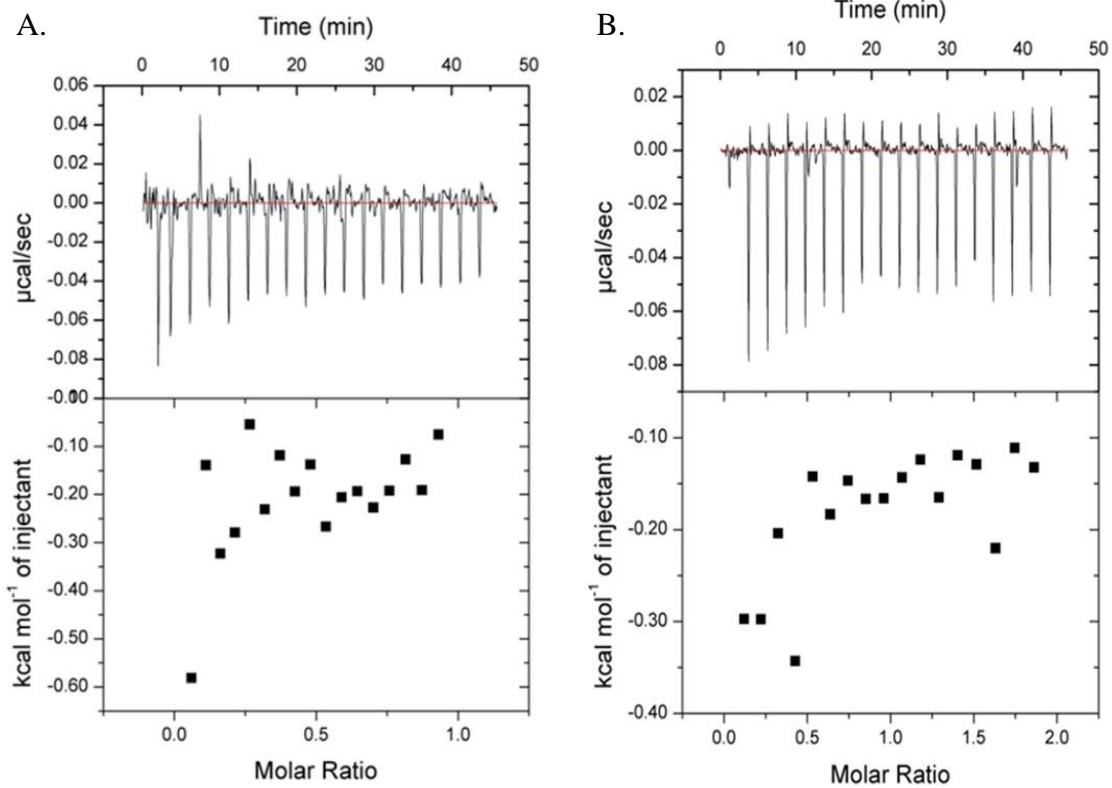 A.
Time (min)
0 10 20 30 40 50
0.06
0.04
0.02
0.00
-0.02
-0.04
-0.06
-0.08
µcal/sec
-0.10
-0.20
-0.30
-0.40
-0.50
-0.60
kcal mol⁻¹ of injectant
0.0 0.5 1.0
Molar Ratio
B.
Time (min)
0 10 20 30 40 50
0.02
0.00
-0.02
-0.04
-0.06
-0.08
µcal/sec
-0.10
-0.20
-0.30
-0.40
kcal mol⁻¹ of injectant
0.0 0.5 1.0 1.5 2.0
Molar Ratio